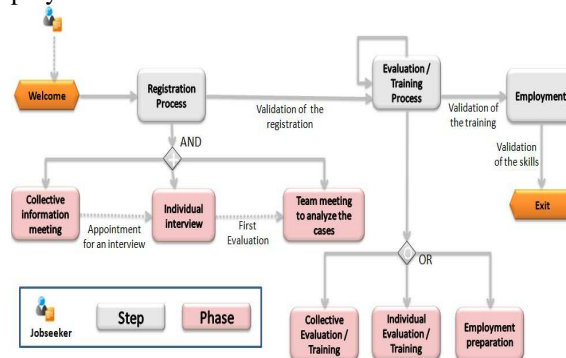 Welcome
Registration
Process
Validation of the
registration
Evaluation /
Training
Process
Validation of
the training
Employment
Validation
of the skills
Exit
AND
Collective
information
meeting
Appointment
for an interview
Individual
interview
First
Evaluation
Team meeting
to analyze the
cases
OR
Collective
Evaluation /
Training
Individual
Evaluation /
Training
Employment
preparation
Jobseeker
Step
Phase